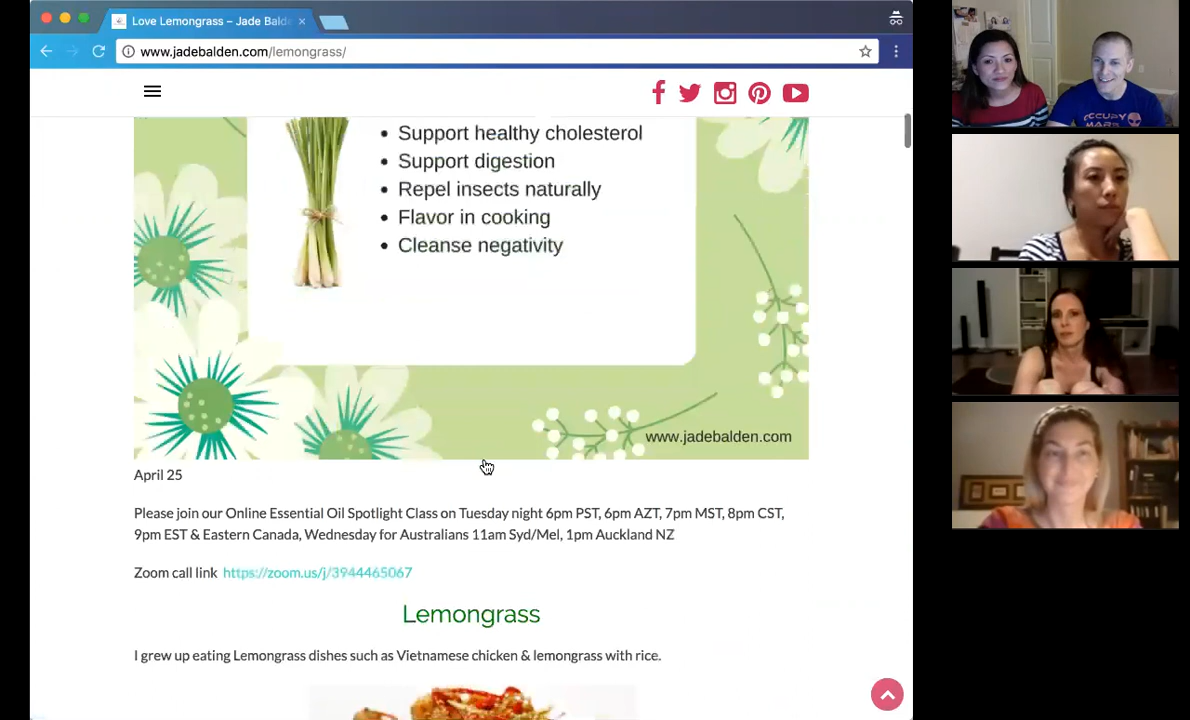 Love Lemongrass – Jade Balde
www.jadebalden.com/lemongrass/
Support healthy cholesterol
Support digestion
Repel insects naturally
Flavor in cooking
Cleanse negativity
www.jadebalden.com
April 25
Please join our Online Essential Oil Spotlight Class on Tuesday night 6pm PST, 6pm AZT, 7pm MST, 8pm CST,
9pm EST & Eastern Canada, Wednesday for Australians 11am Syd/Mel, 1pm Auckland NZ
Zoom call link https://zoom.us/j/3944465067
Lemongrass
I grew up eating Lemongrass dishes such as Vietnamese chicken & lemongrass with rice.
OCCUPY
MARS